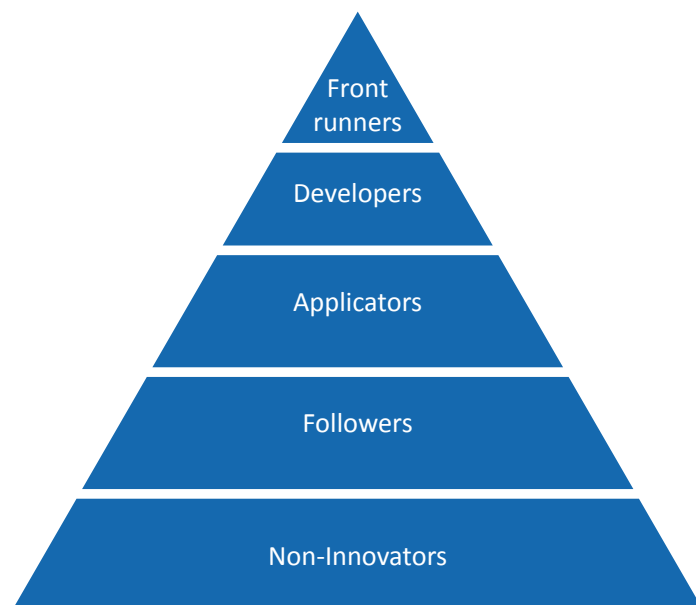 Front
runners
Developers
Applicators
Followers
Non-Innovators